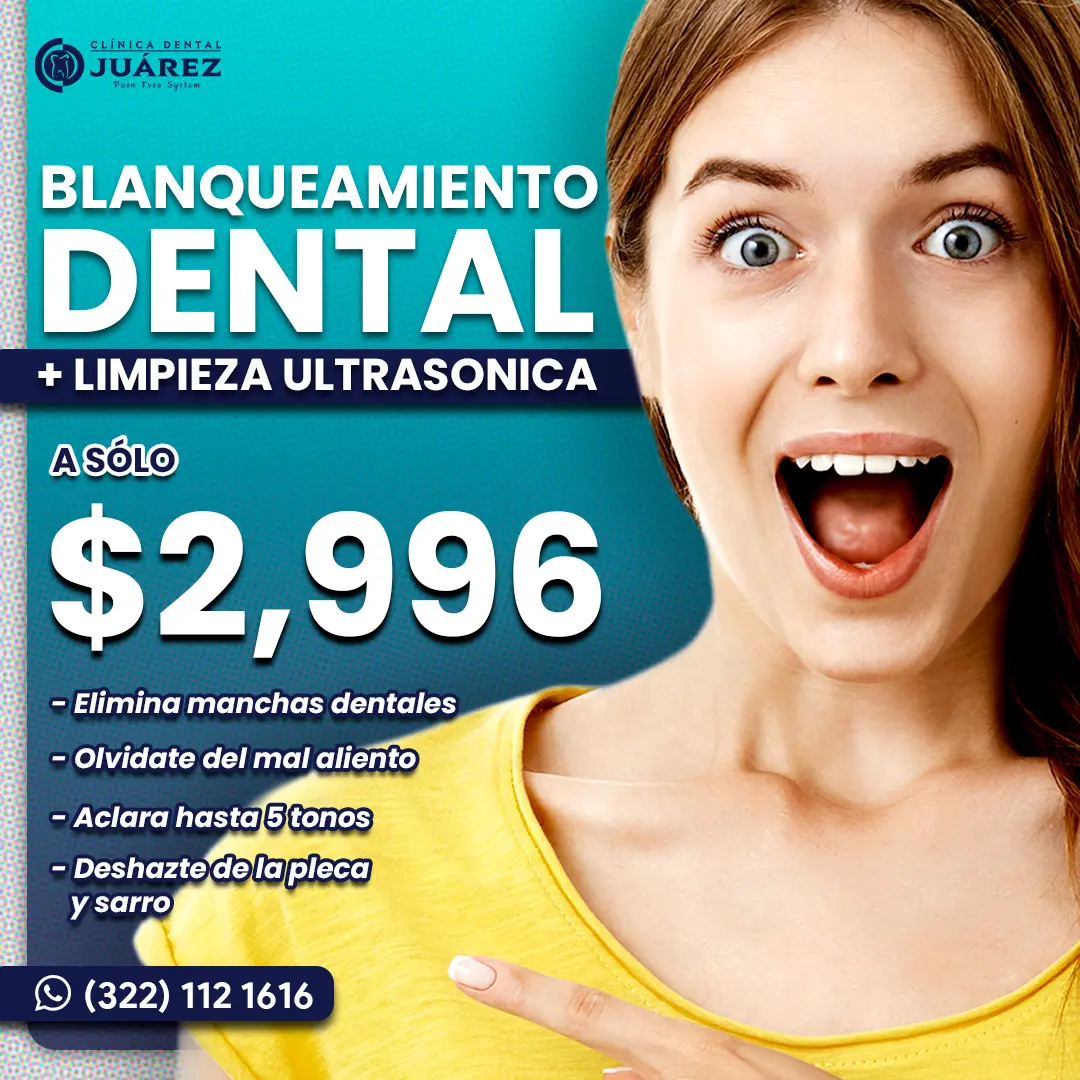 CLÍNICA DENTAL
JUÁREZ
Pain Free System
BLANQUEAMIENTO
DENTAL
+ LIMPIEZA ULTRASONICA
A SÓLO
$2,996
- Elimina manchas dentales
- Olvidate del mal aliento
- Aclara hasta 5 tonos
- Deshazte de la pleca
y sarro
(322) 112 1616